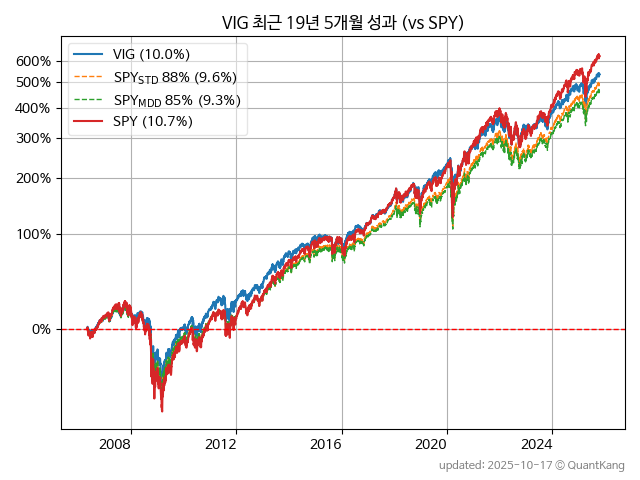 VIG 최근 19년 5개월 성과 (vs SPY)
VIG (10.0%)
SPY_STD 88% (9.6%)
SPY_MDD 85% (9.3%)
SPY (10.7%)
600%
500%
400%
300%
200%
100%
0%
2008 2012 2016 2020 2024
updated: 2025-10-17 © QuantKang